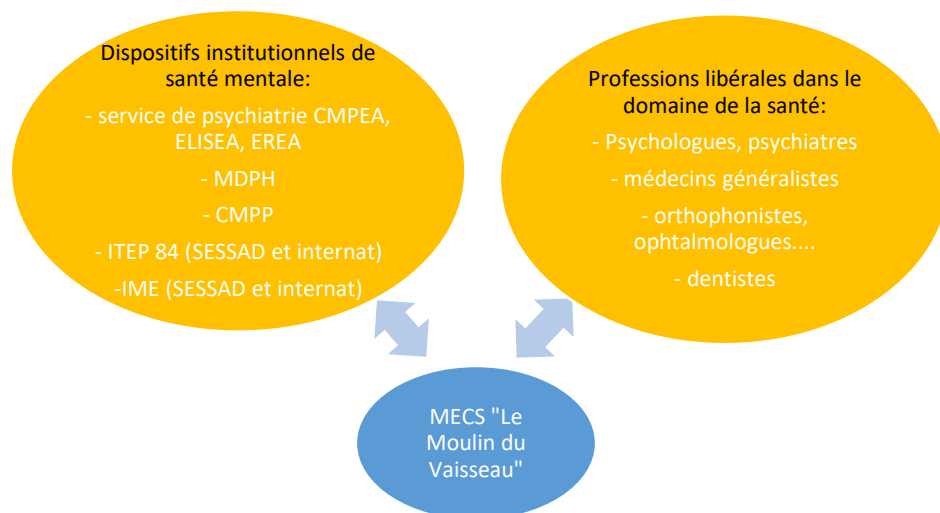 Dispositifs institutionnels de
santé mentale:
- service de psychiatrie CMPEA,
ELISEA, EREA
- MDPH
- CMPP
- ITEP 84 (SESSAD et internat)
-IME (SESSAD et internat)
Professions libérales dans le
domaine de la santé:
- Psychologues, psychiatres
- médecins généralistes
- orthophonistes,
ophtalmologues....
- dentistes
MECS "Le
Moulin du
Vaisseau"